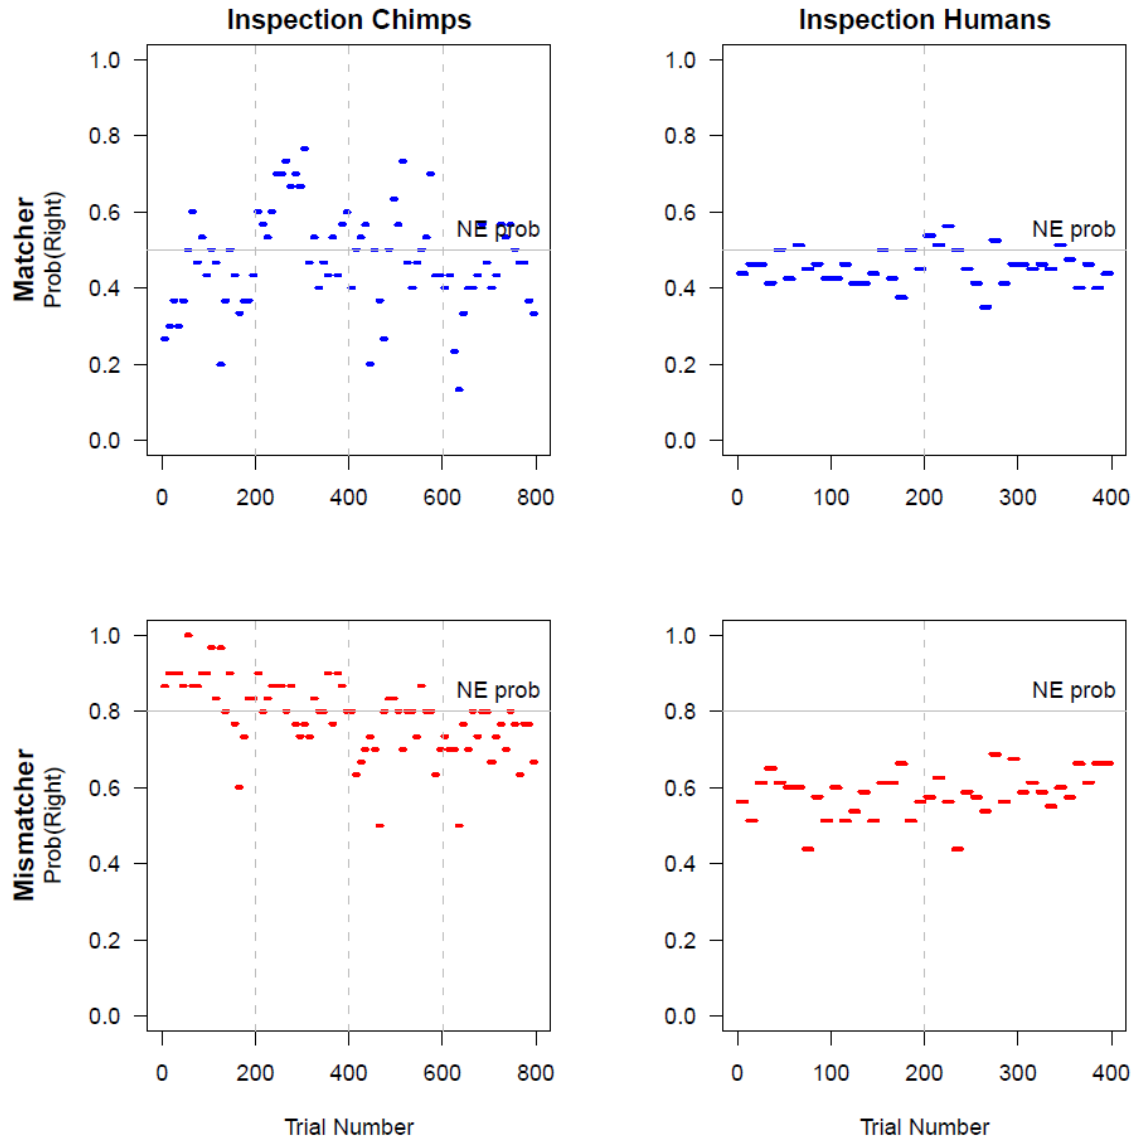 Inspection Chimps
Inspection Humans
Matcher
Prob(Right)
1.0
0.8
0.6
0.4
0.2
0.0
NE prob
0 200 400 600 800
1.0
0.8
0.6
0.4
0.2
0.0
NE prob
0 100 200 300 400
Mismatcher
Prob(Right)
1.0
0.8
0.6
0.4
0.2
0.0
NE prob
0 200 400 600 800
Trial Number
1.0
0.8
0.6
0.4
0.2
0.0
NE prob
0 100 200 300 400
Trial Number